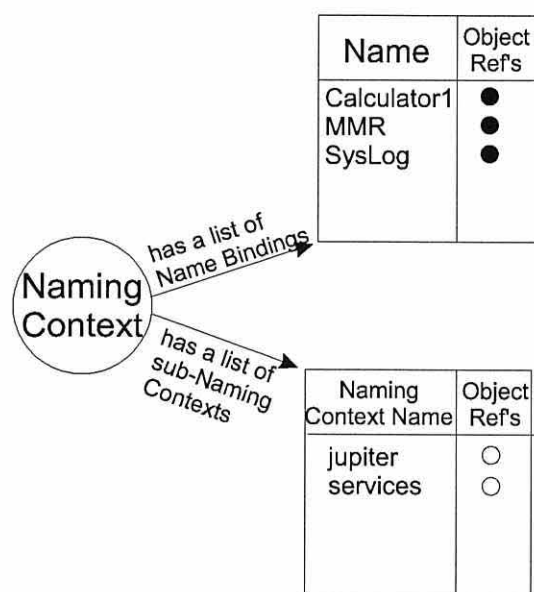 Name
Object
Ref's
Calculator1
MMR
SysLog
has a list of
Name Bindings
Naming
Context
has a list of
sub-Naming
Contexts
Naming
Context Name
Object
Ref's
jupiter
services